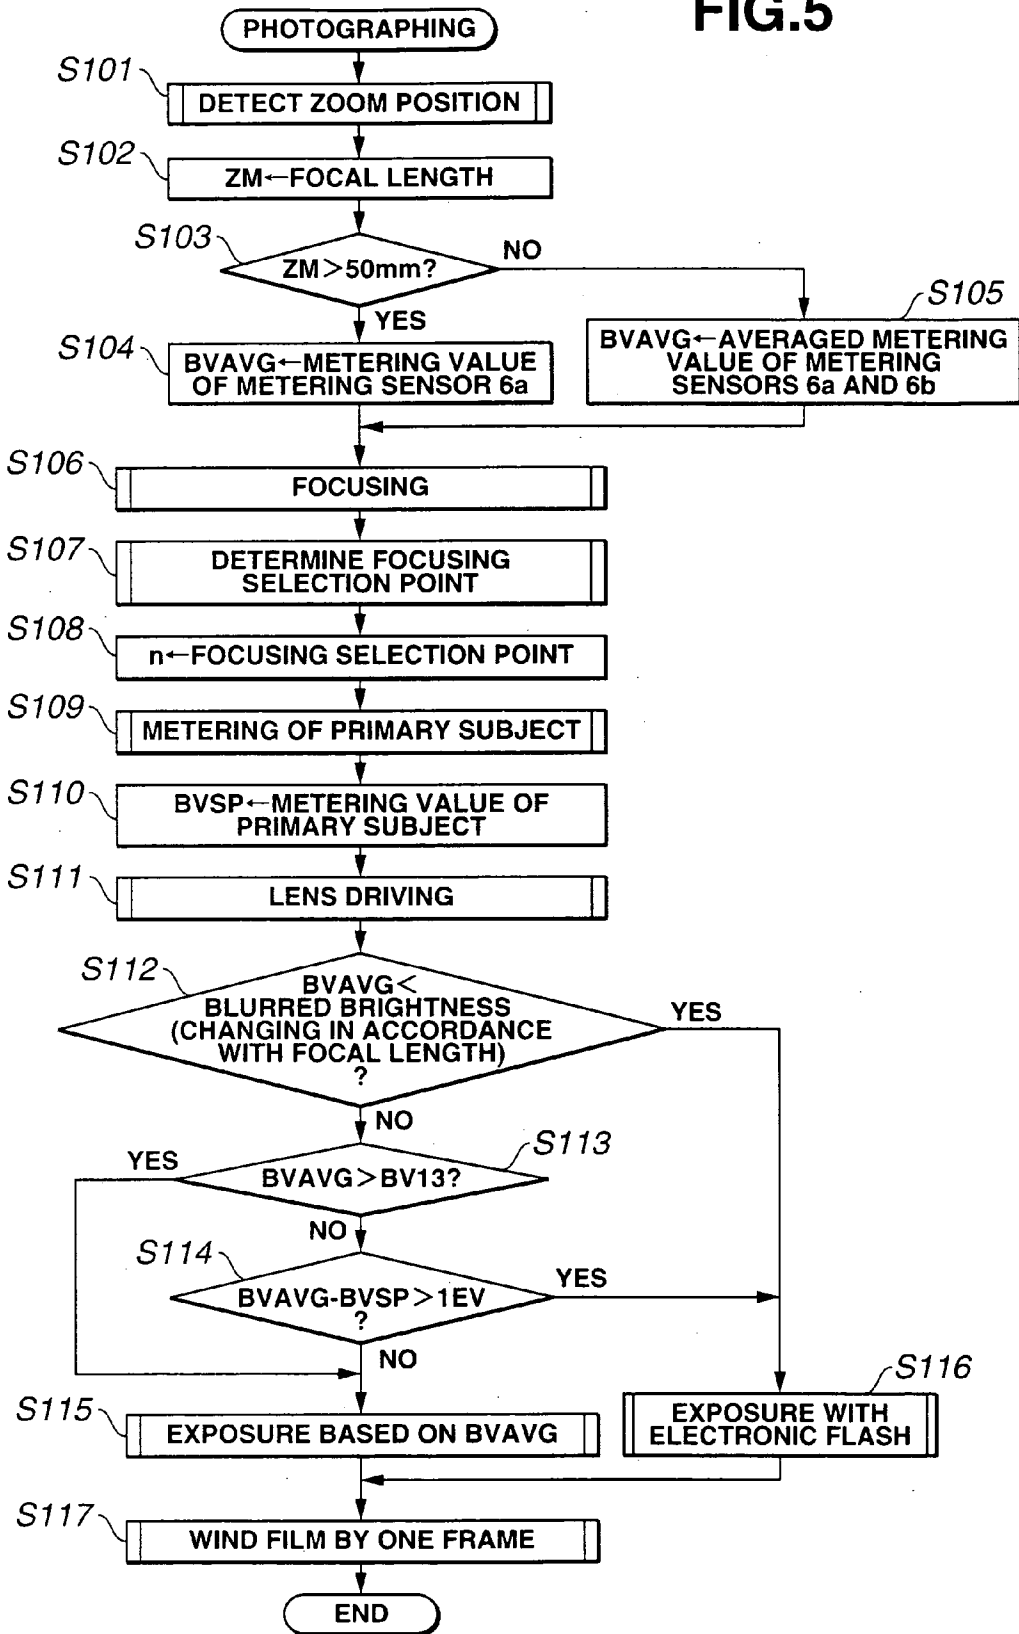 FIG.5
PHOTOGRAPHING
S101
DETECT ZOOM POSITION
S102
ZM←FOCAL LENGTH
S103
ZM>50mm?
NO
YES
S104
BVAVG←METERING VALUE
OF METERING SENSOR 6a
S105
BVAVG←AVERAGED METERING
VALUE OF METERING
SENSORS 6a AND 6b
S106
FOCUSING
S107
DETERMINE FOCUSING
SELECTION POINT
S108
n←FOCUSING SELECTION POINT
S109
METERING OF PRIMARY SUBJECT
S110
BVSP←METERING VALUE OF
PRIMARY SUBJECT
S111
LENS DRIVING
S112
BVAVG<
BLURRED BRIGHTNESS
(CHANGING IN ACCORDANCE
WITH FOCAL LENGTH)
?
YES
NO
S113
YES
BVAVG>BV13?
NO
S114
BVAVG-BVSP>1EV
?
YES
NO
S115
EXPOSURE BASED ON BVAVG
S116
EXPOSURE WITH
ELECTRONIC FLASH
S117
WIND FILM BY ONE FRAME
END